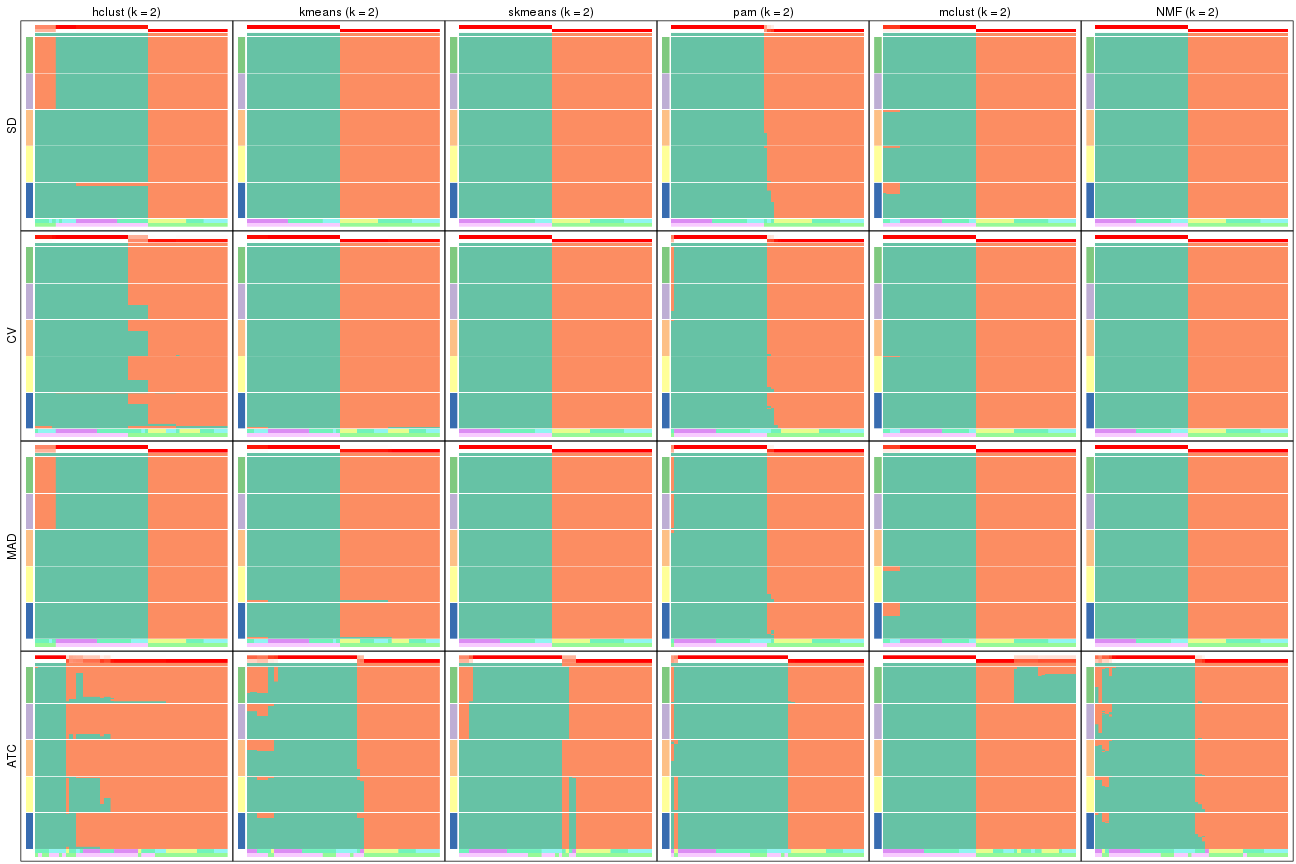 hclust (k = 2)
kmeans (k = 2)
skmeans (k = 2)
pam (k = 2)
mclust (k = 2)
NMF (k = 2)
SD
CV
MAD
ATC